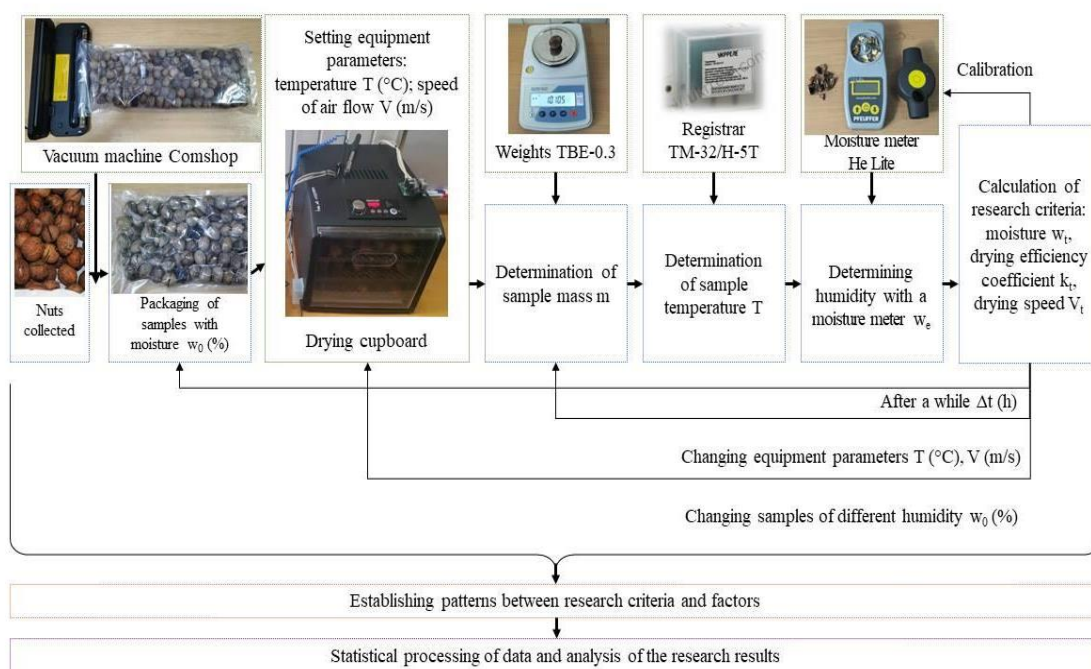 Setting equipment
parameters:
temperature T (°C); speed
of air flow V (m/s)
Vacuum machine Comshop
10105
Weights TBE-0.3
Registrar
TM-32/H-5T
PFEUFFER
Moisture meter
He Lite
Calibration
Nuts
collected
Packaging of
samples with
moisture w₀ (%)
Drying cupboard
Determination of
sample mass m
Determination
of sample
temperature T
Determining
humidity with a
moisture meter wₑ
Calculation of
research criteria:
moisture wₜ,
drying efficiency
coefficient kₜ,
drying speed Vₜ
After a while Δt (h)
Changing equipment parameters T (°C), V (m/s)
Changing samples of different humidity w₀ (%)
Establishing patterns between research criteria and factors
Statistical processing of data and analysis of the research results